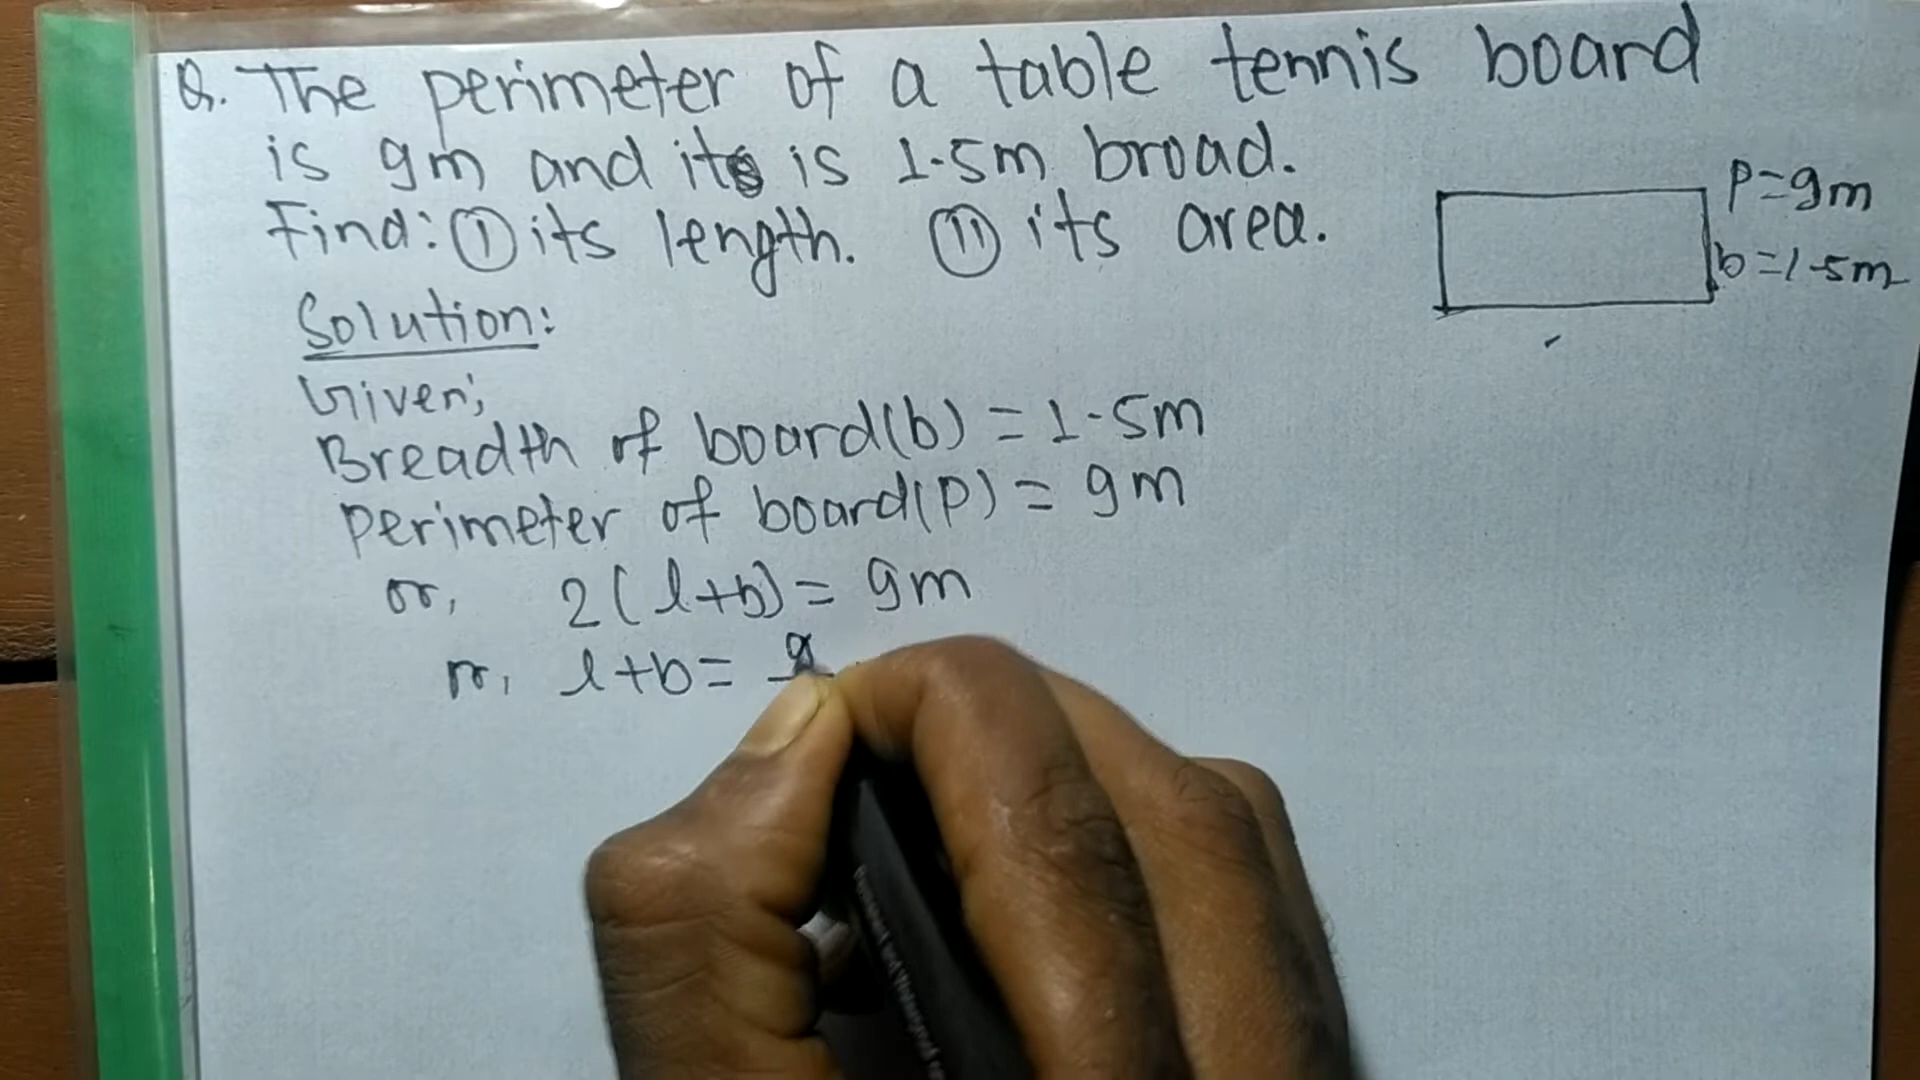 Q. The perimeter of a table tennis board
is 9m and its is 1.5m broad.
Find: (i) its length. (ii) its area.
P=9m
b=1.5m
Solution:
Given;
Breadth of board(b) = 1.5m
perimeter of board(p) = 9m
or, 2(l+b) = 9m
or, l+b = 9